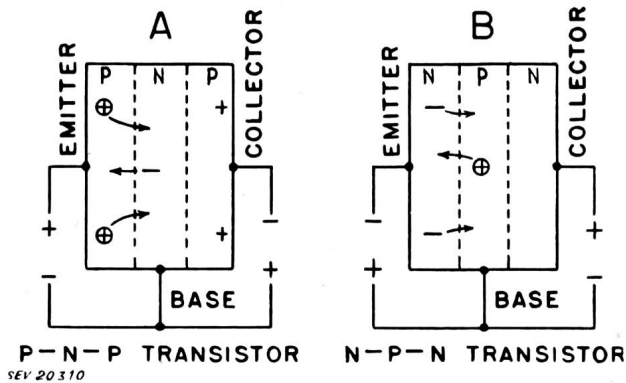 A
B
EMITTER
P N P
COLLECTOR
EMITTER
N P N
COLLECTOR
⊕ +
−
⊕ +
−
⊕
−
+ −
− +
− +
+ −
BASE
BASE
P-N-P TRANSISTOR
N-P-N TRANSISTOR
SEV 20310